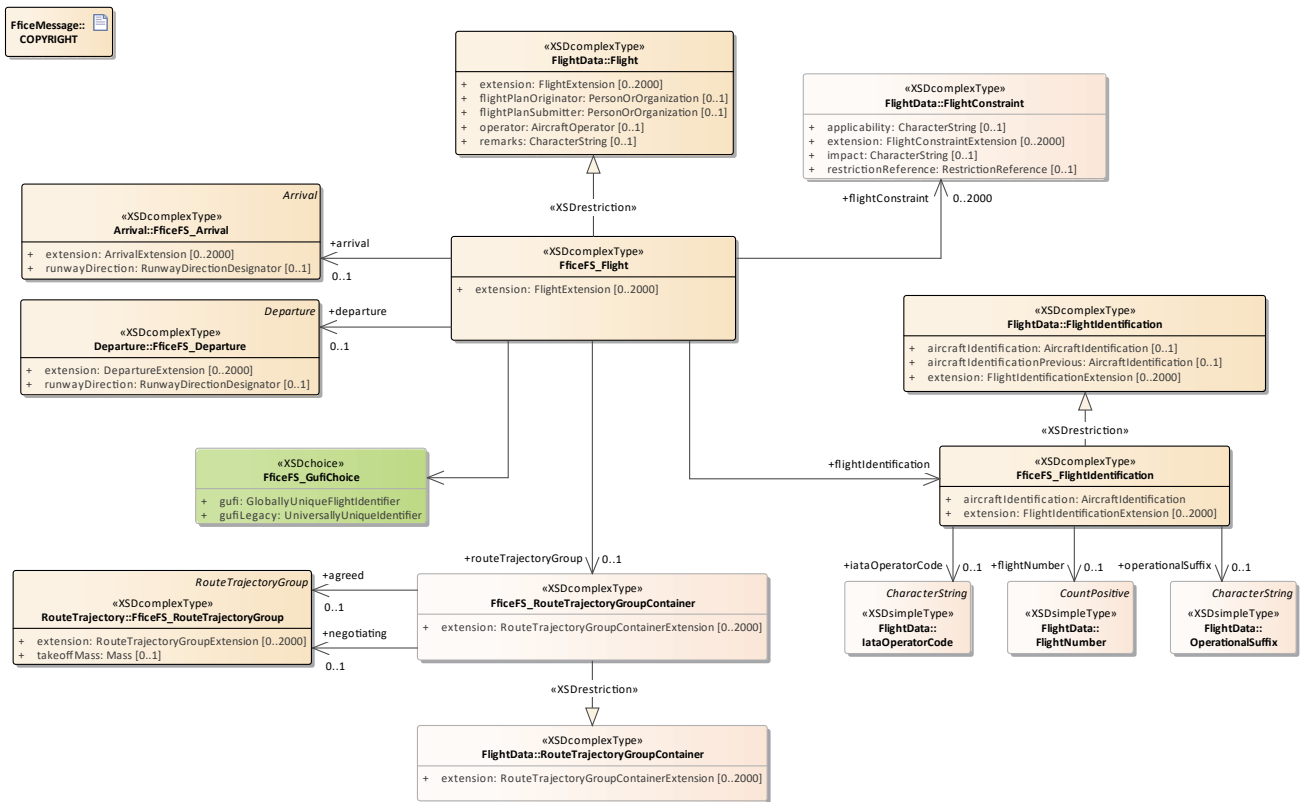 FficeMessage::
COPYRIGHT
«XSDcomplexType»
FlightData::Flight
+ extension: FlightExtension [0..2000]
+ flightPlanOriginator: PersonOrOrganization [0..1]
+ flightPlanSubmitter: PersonOrOrganization [0..1]
+ operator: AircraftOperator [0..1]
+ remarks: CharacterString [0..1]
«XSDcomplexType»
FlightData::FlightConstraint
+ applicability: CharacterString [0..1]
+ extension: FlightConstraintExtension [0..2000]
+ impact: CharacterString [0..1]
+ restrictionReference: RestrictionReference [0..1]
+flightConstraint 0..2000
«XSDrestriction»
Arrival
«XSDcomplexType»
Arrival::FficeFS_Arrival
+ extension: ArrivalExtension [0..2000]
+ runwayDirection: RunwayDirectionDesignator [0..1]
+arrival
0..1
«XSDcomplexType»
FficeFS_Flight
+ extension: FlightExtension [0..2000]
Departure
«XSDcomplexType»
Departure::FficeFS_Departure
+ extension: DepartureExtension [0..2000]
+ runwayDirection: RunwayDirectionDesignator [0..1]
+departure
0..1
«XSDcomplexType»
FlightData::FlightIdentification
+ aircraftIdentification: AircraftIdentification [0..1]
+ aircraftIdentificationPrevious: AircraftIdentification [0..1]
+ extension: FlightIdentificationExtension [0..2000]
«XSDrestriction»
«XSDchoice»
FficeFS_GufiChoice
+ gufi: GloballyUniqueFlightIdentifier
+ gufiLegacy: UniversallyUniqueIdentifier
+flightIdentification
«XSDcomplexType»
FficeFS_FlightIdentification
+ aircraftIdentification: AircraftIdentification
+ extension: FlightIdentificationExtension [0..2000]
+routeTrajectoryGroup 0..1
+iataOperatorCode 0..1
+flightNumber 0..1
+operationalSuffix 0..1
RouteTrajectoryGroup
«XSDcomplexType»
RouteTrajectory::FficeFS_RouteTrajectoryGroup
+ extension: RouteTrajectoryGroupExtension [0..2000]
+ takeoffMass: Mass [0..1]
+agreed
0..1
+negotiating
0..1
«XSDcomplexType»
FficeFS_RouteTrajectoryGroupContainer
+ extension: RouteTrajectoryGroupContainerExtension [0..2000]
CharacterString
«XSDsimpleType»
FlightData::
IataOperatorCode
CountPositive
«XSDsimpleType»
FlightData::
FlightNumber
CharacterString
«XSDsimpleType»
FlightData::
OperationalSuffix
«XSDrestriction»
«XSDcomplexType»
FlightData::RouteTrajectoryGroupContainer
+ extension: RouteTrajectoryGroupContainerExtension [0..2000]